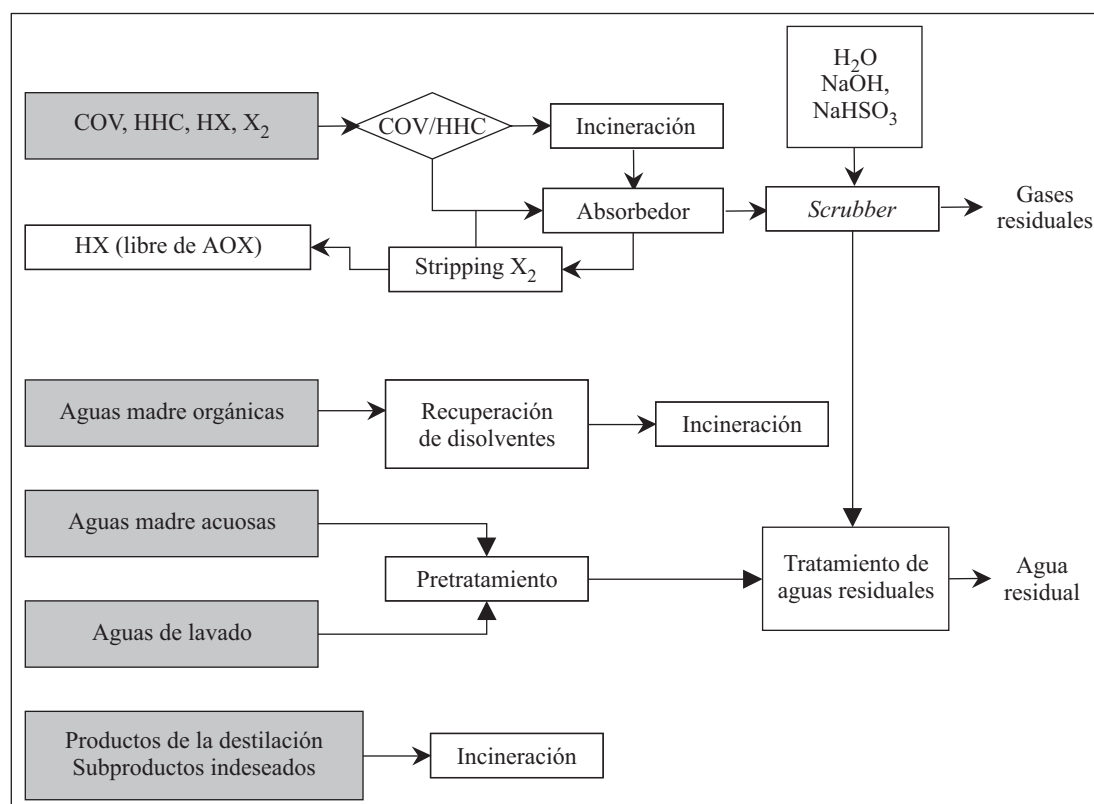 H₂O
NaOH,
NaHSO₃
COV, HHC, HX, X₂
COV/HHC
Incineración
Absorbedor
Scrubber
Gases
residuales
HX (libre de AOX)
Stripping X₂
Aguas madre orgánicas
Recuperación
de disolventes
Incineración
Aguas madre acuosas
Pretratamiento
Tratamiento de
aguas residuales
Agua
residual
Aguas de lavado
Productos de la destilación
Subproductos indeseados
Incineración